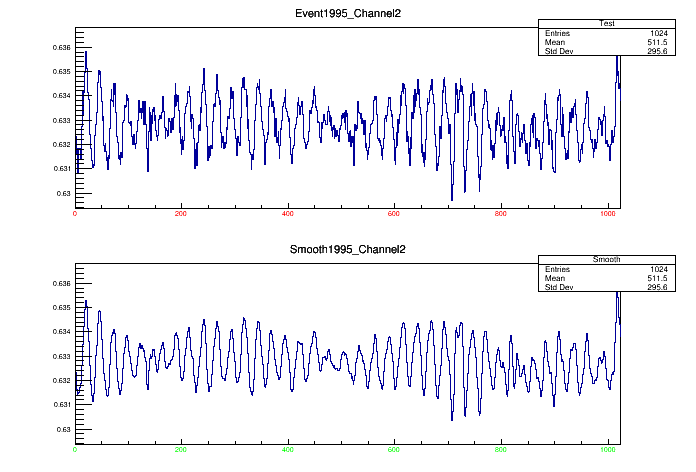 Event1995_Channel2
Test
Entries 1024
Mean 511.5
Std Dev 295.6
0.636
0.635
0.634
0.633
0.632
0.631
0.63
0 200 400 600 800 1000
Smooth1995_Channel2
Smooth
Entries 1024
Mean 511.5
Std Dev 295.6
0.636
0.635
0.634
0.633
0.632
0.631
0.63
0 200 400 600 800 1000